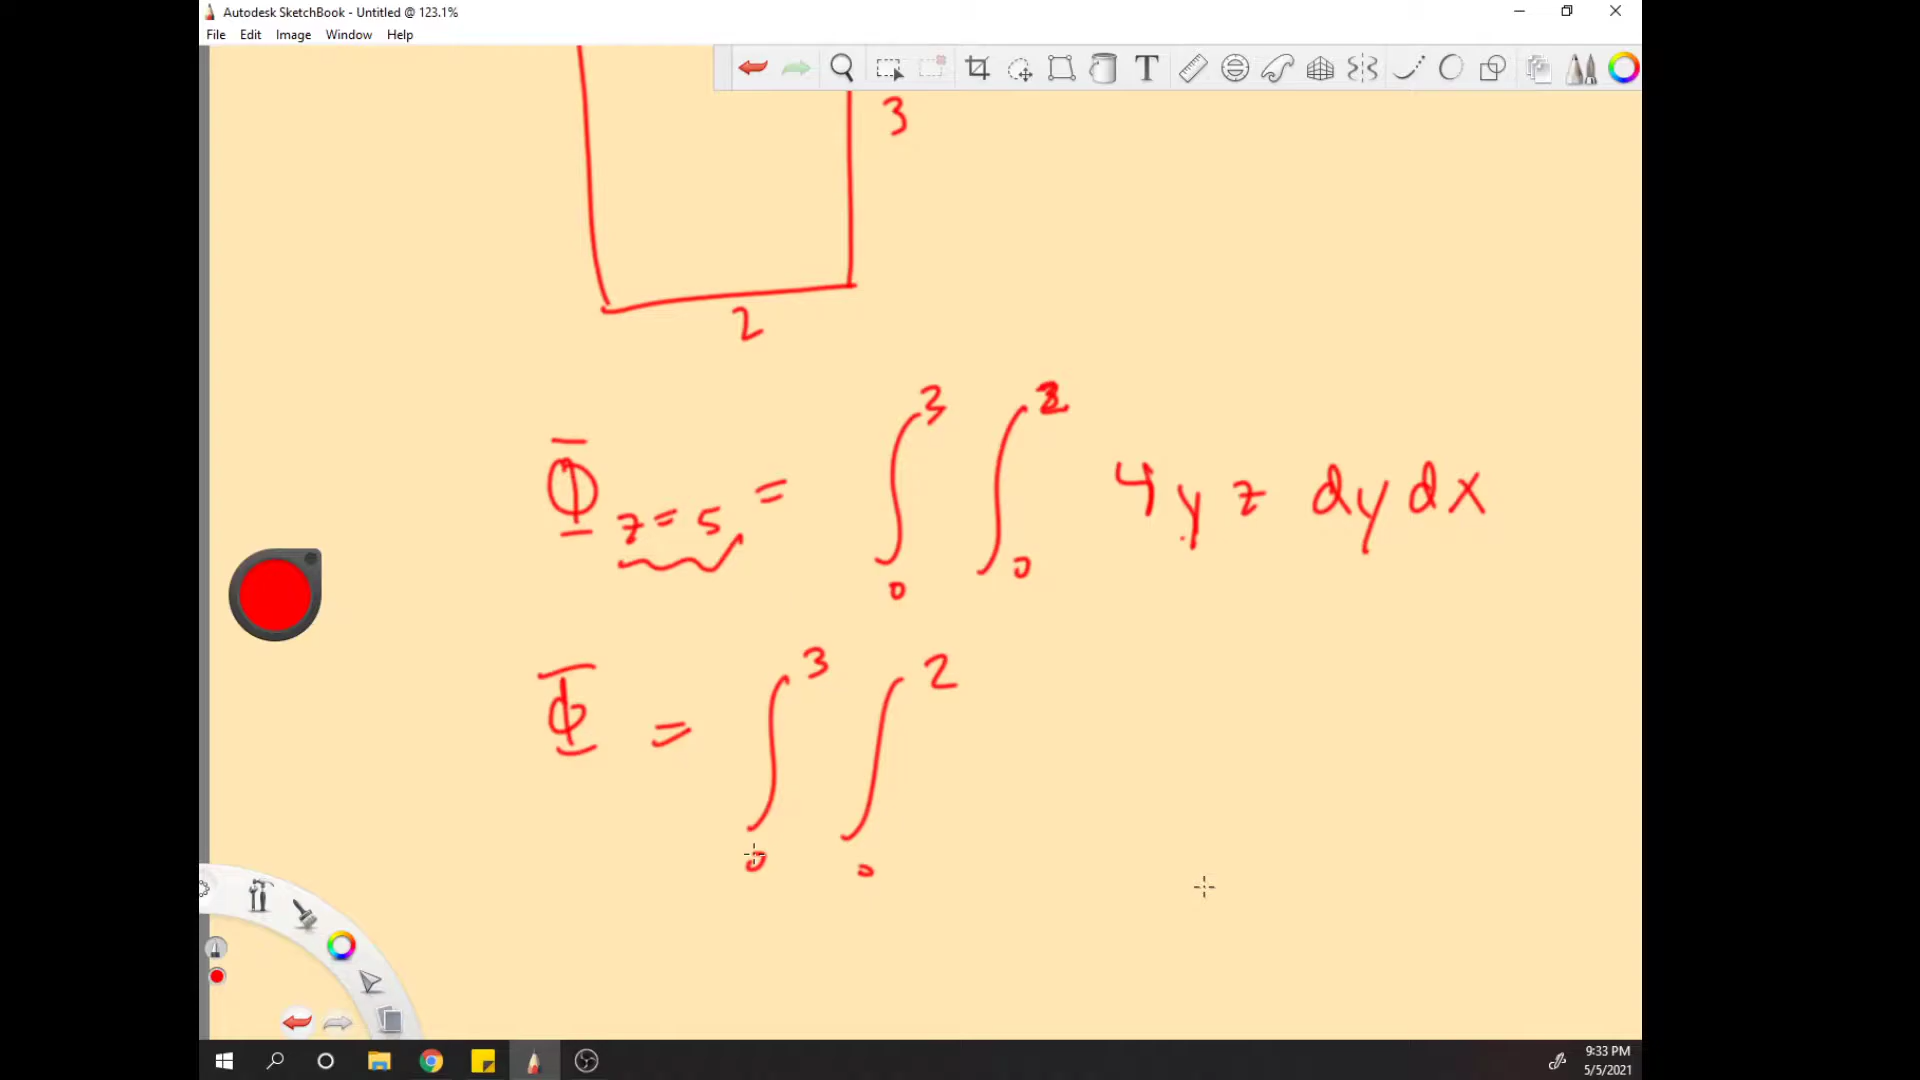 Autodesk SketchBook - Untitled @ 123.1%
File Edit Image Window Help
T
3
2
Φ z=5 = ∫₀³ ∫₀² 4yz dy dx
Φ = ∫₀³ ∫₀²
9:33 PM
5/5/2021